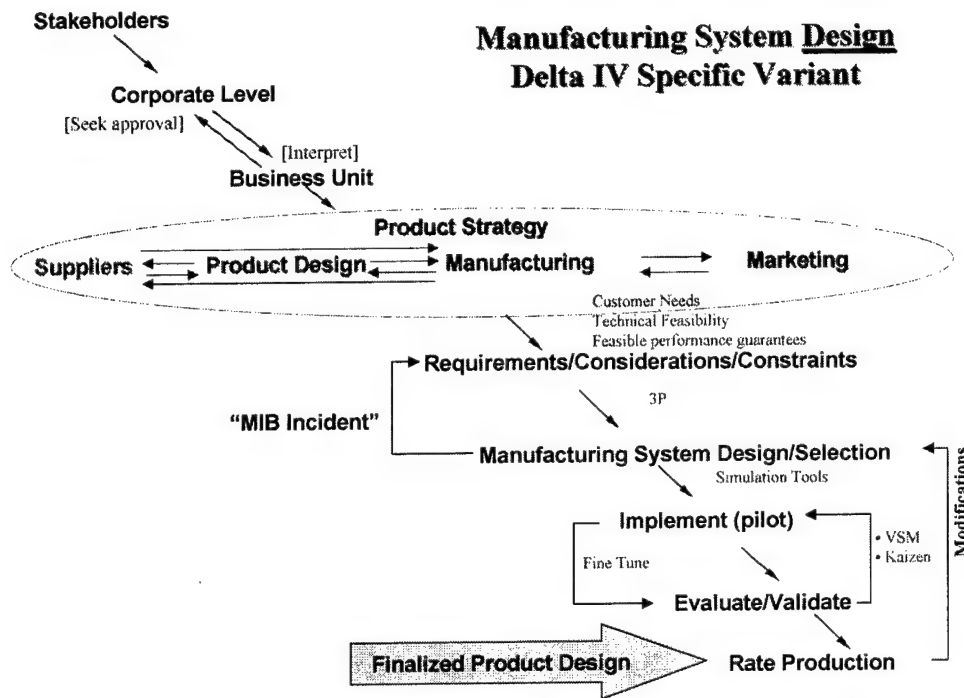 Stakeholders
Manufacturing System Design
Delta IV Specific Variant
Corporate Level
[Seek approval]
[Interpret]
Business Unit
Product Strategy
Suppliers
Product Design
Manufacturing
Marketing
Customer Needs
Technical Feasibility
Feasible performance guarantees
Requirements/Considerations/Constraints
3P
“MIB Incident”
Manufacturing System Design/Selection
Simulation Tools
Modifications
Implement (pilot)
• VSM
• Kaizen
Fine Tune
Evaluate/Validate
Finalized Product Design
Rate Production